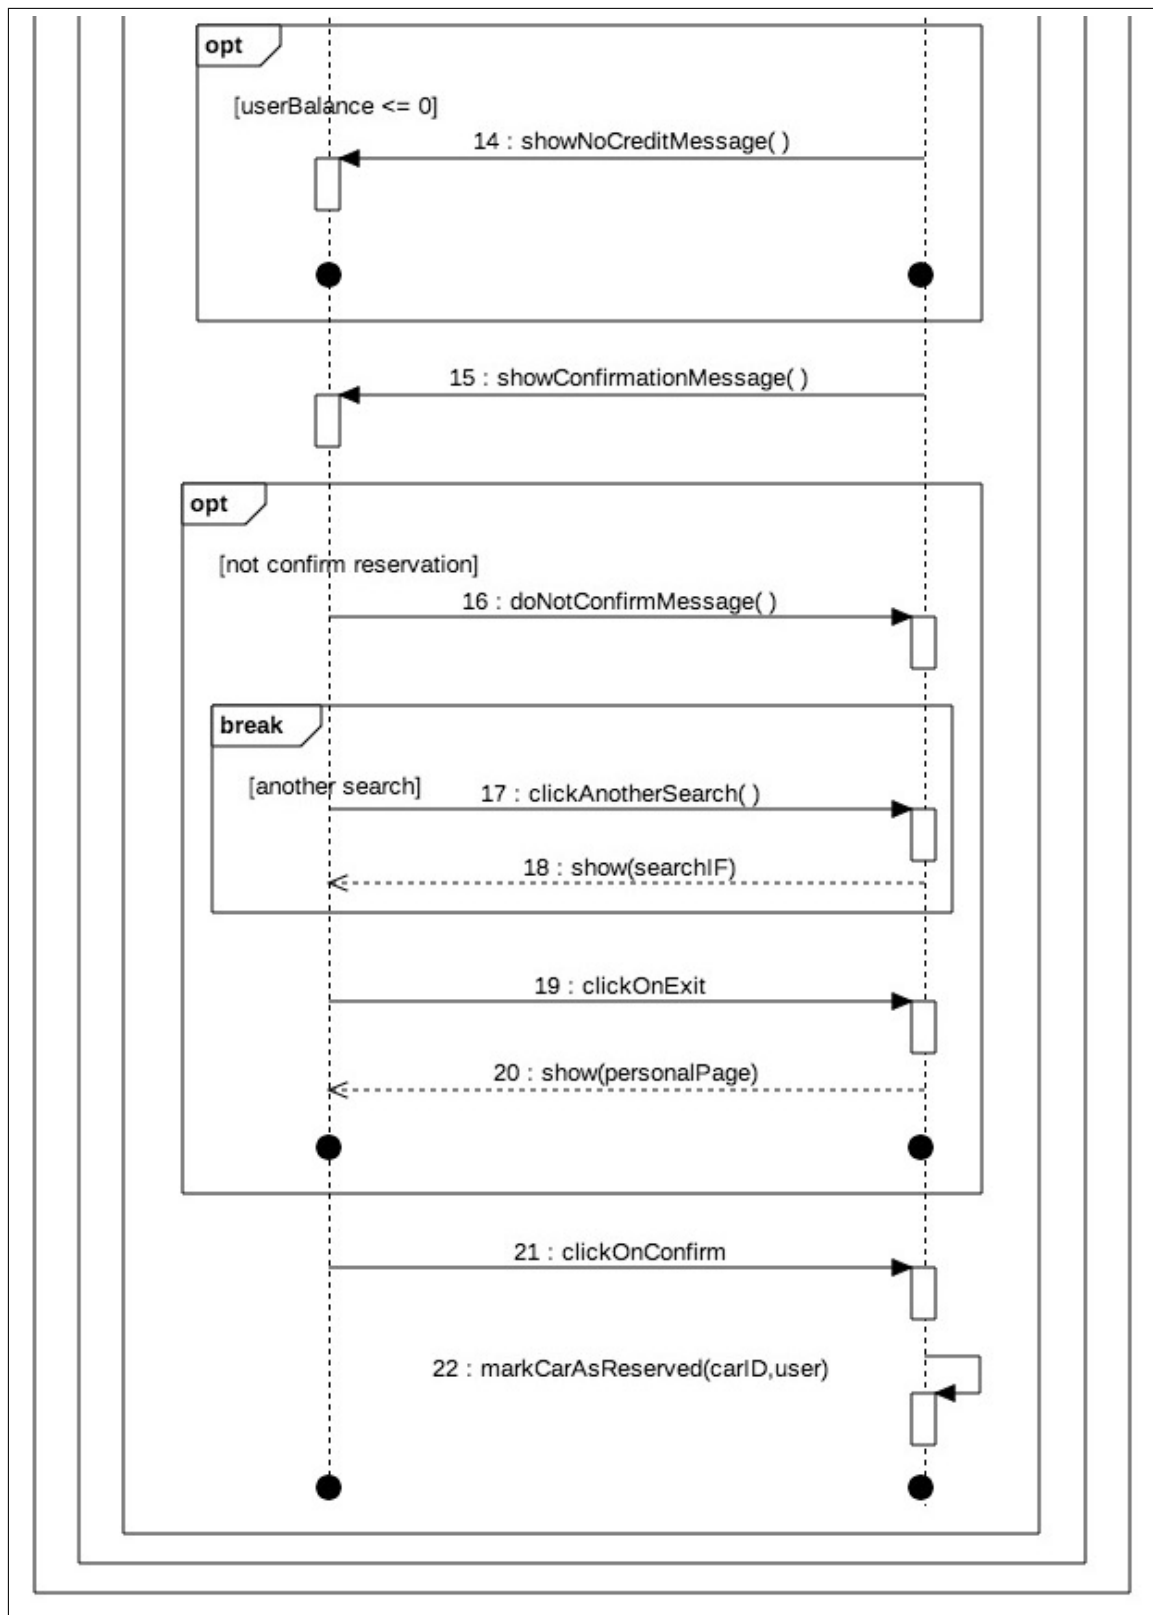 opt
[userBalance <= 0]
14 : showNoCreditMessage( )
15 : showConfirmationMessage( )
opt
[not confirm reservation]
16 : doNotConfirmMessage( )
break
[another search]
17 : clickAnotherSearch( )
18 : show(searchIF)
19 : clickOnExit
20 : show(personalPage)
21 : clickOnConfirm
22 : markCarAsReserved(carID,user)